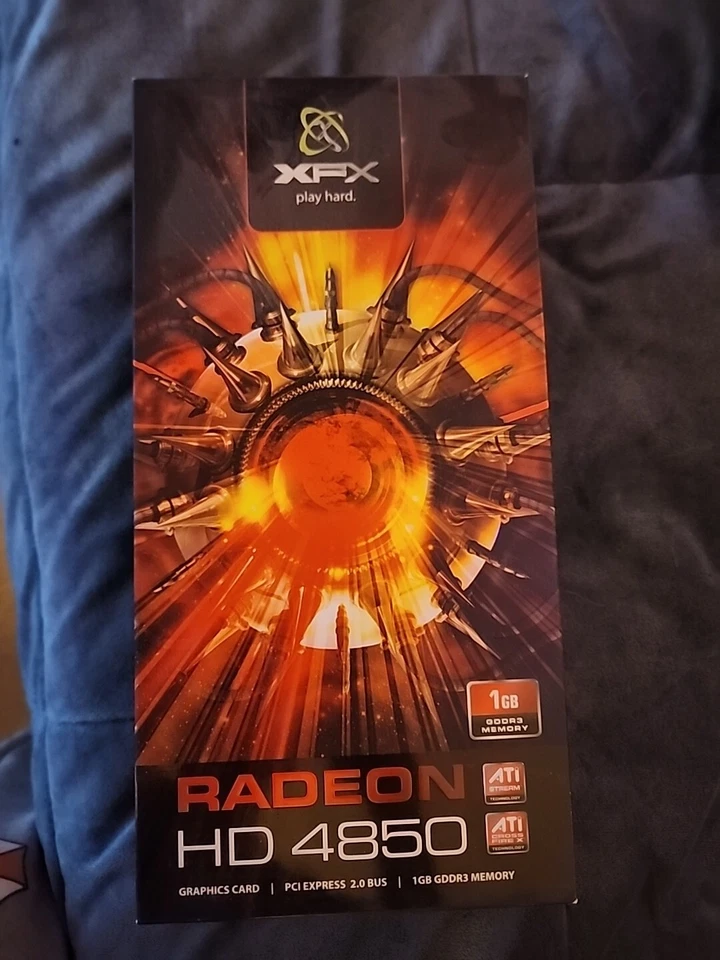 XFX
play hard.
1GB
GDDR3
MEMORY
RADEON
ATI
STREAM
TECHNOLOGY
HD 4850
ATI
CROSS
FIRE X
TECHNOLOGY
GRAPHICS CARD | PCI EXPRESS 2.0 BUS | 1GB GDDR3 MEMORY